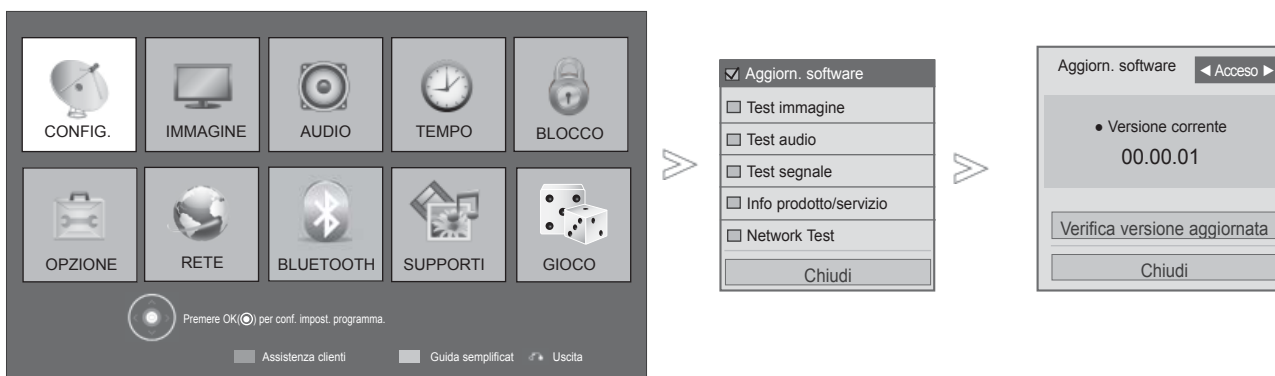 CONFIG.
IMMAGINE
AUDIO
TEMPO
BLOCCO
OPZIONE
RETE
BLUETOOTH
SUPPORTI
GIOCO
Premere OK(◉) per conf. impost. programma.
Assistenza clienti
Guida semplificat
Uscita
Aggiorn. software
Test immagine
Test audio
Test segnale
Info prodotto/servizio
Network Test
Chiudi
Aggiorn. software ◄ Acceso ►
● Versione corrente
00.00.01
Verifica versione aggiornata
Chiudi